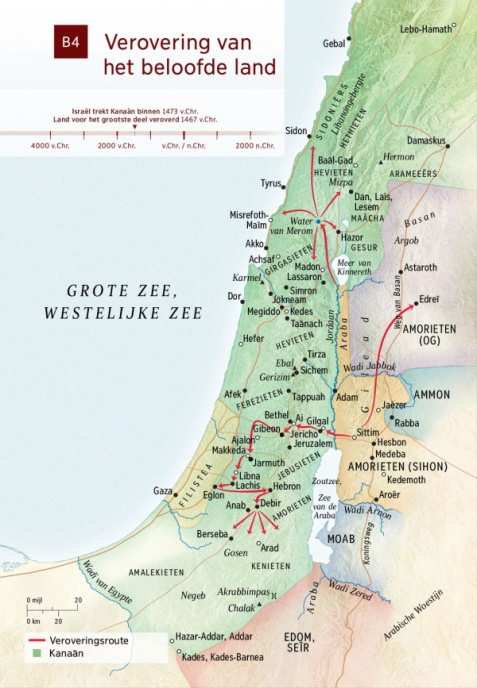 B4
Verovering van
het beloofde land
Israël trekt Kanaän binnen 1473 v.Chr.
Land voor het grootste deel veroverd 1467 v.Chr.
4000 v.Chr.
2000 v.Chr.
v.Chr. / n.Chr.
2000 n.Chr.
Lebo-Hamath
Gebal
SIDONIËRS
Libanongebergte
HETHIETEN
Sidon
Damaskus
Baäl-Gad
Hermon
HEVIETEN
ARAMEEËRS
Mizpa
Tyrus
Dan, Laïs,
Lesem
Misrefoth-
Maïm
Water
van Merom
MAÁCHA
Basan
Hazor
Akko
GESUR
Argob
Achsaf
GIRGASIETEN
Madon
Meer van
Kinnereth
Astaroth
Karmel
Lassaron
Simron
Dor
Jokneam
Edreï
Megiddo
Kedes
Weg van Basan
Taänach
Jordaan
Araba
AMORIETEN
(OG)
Hefer
HEVIETEN
Gilead
Tirza
Ebal
Sichem
Wadi Jabbok
Gerizim
Afek
FEREZIETEN
Tappuah
Adam
AMMON
Jaëzer
Bethel
Ai
Gilgal
Rabba
Gibeon
Ajalon
Jericho
Sittim
Jeruzalem
Hesbon
Makkeda
Medeba
Jarmuth
JEBUSIETEN
AMORIETEN (SIHON)
Libna
Zoutzee,
Kedemoth
FILISTEA
Lachis
Hebron
Gaza
Eglon
Zee
van de
Araba
Aroër
Debir
Anab
AMORIETEN
Wadi Arnon
Berseba
MOAB
Koningsweg
Gosen
Arad
KENIETEN
AMALEKIETEN
Wadi van Egypte
Negeb
Akrabbimpas
Araba
Wadi Zered
Chalak
Arabische Woestijn
GROTE ZEE,
WESTELIJKE ZEE
0 mijl
20
0 km
20
Hazar-Addar, Addar
EDOM,
SEÏR
Veroveringsroute
Kanaän
Kades, Kades-Barnea